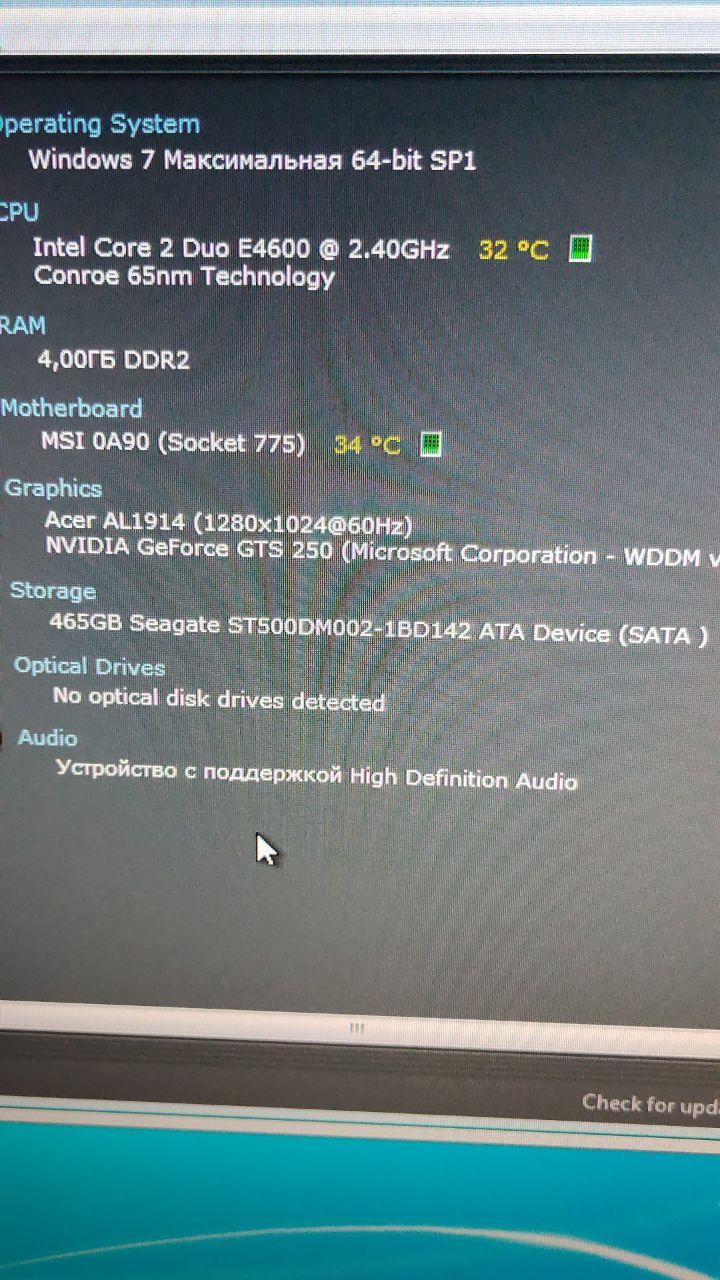 Operating System
Windows 7 Максимальная 64-bit SP1
CPU
Intel Core 2 Duo E4600 @ 2.40GHz 32 °C
Conroe 65nm Technology
RAM
4,00ГБ DDR2
Motherboard
MSI 0A90 (Socket 775) 34 °C
Graphics
Acer AL1914 (1280x1024@60Hz)
NVIDIA GeForce GTS 250 (Microsoft Corporation - WDDM v
Storage
465GB Seagate ST500DM002-1BD142 ATA Device (SATA )
Optical Drives
No optical disk drives detected
Audio
Устройство с поддержкой High Definition Audio
Check for upda